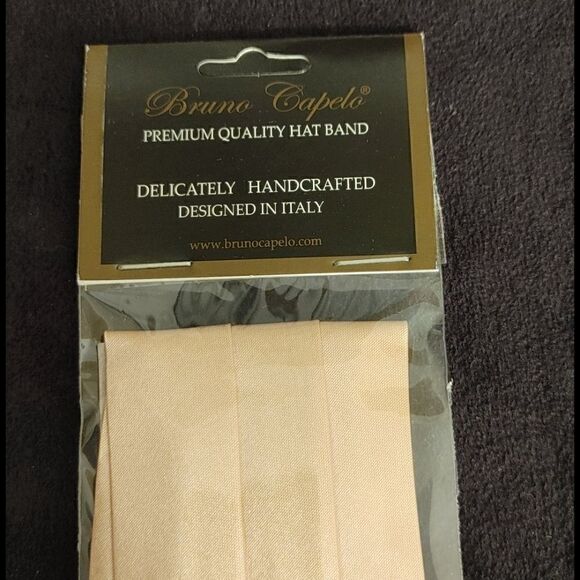 Bruno Capelo®
PREMIUM QUALITY HAT BAND
DELICATELY HANDCRAFTED
DESIGNED IN ITALY
www.brunocapelo.com